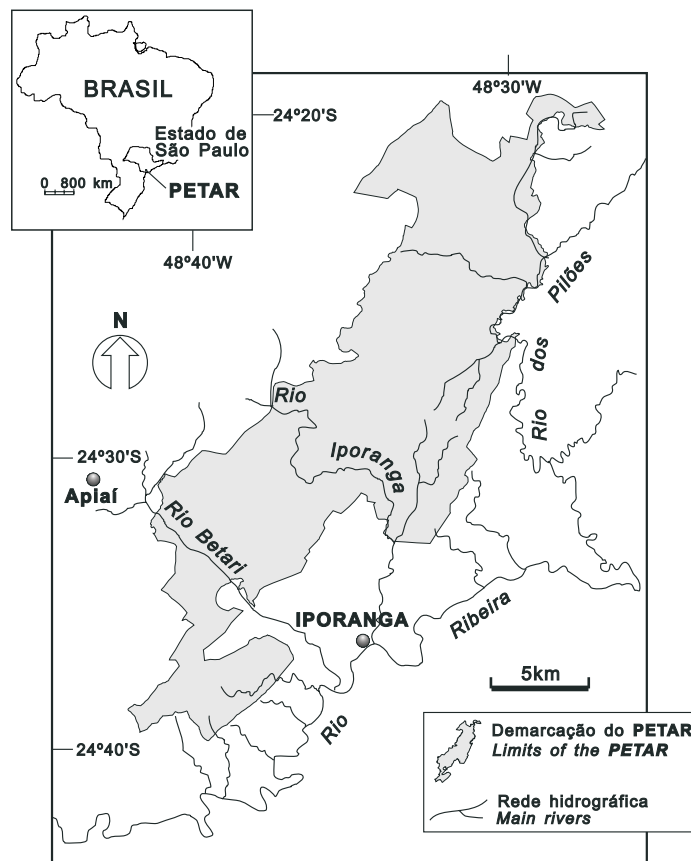 BRASIL
Estado de
São Paulo
0 800 km
PETAR
48º30'W
24º20'S
48º40'W
Pilões
dos
Rio
N
Rio
Iporanga
24º30'S
Apiaí
Rio Betari
IPORANGA
Ribeira
Rio
5km
24º40'S
Demarcação do PETAR
Limits of the PETAR
Rede hidrográfica
Main rivers